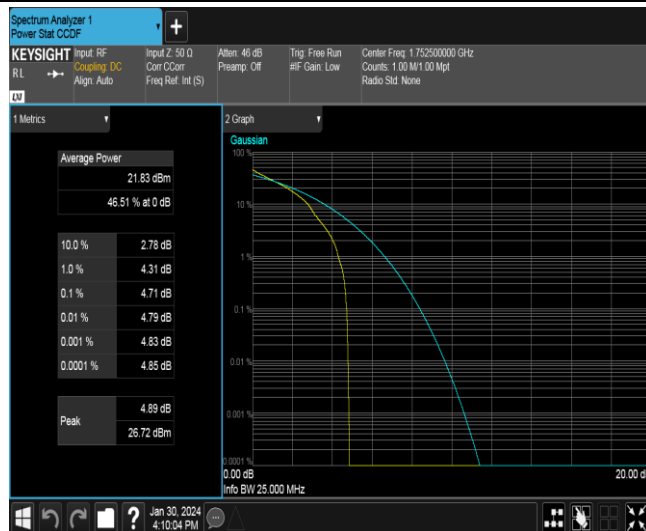 Spectrum Analyzer 1
Power Stat CCDF
+
KEYSIGHT
RL
Input: RF
Coupling: DC
Align: Auto
Input Z: 50 Ω
Corr CCorr
Freq Ref: Int (S)
Atten: 46 dB
Preamp: Off
Trig: Free Run
#IF Gain: Low
Center Freq: 1.752500000 GHz
Counts: 1.00 M/1.00 Mpt
Radio Std: None
1 Metrics
Average Power
21.83 dBm
46.51 % at 0 dB
10.0 % 2.78 dB
1.0 % 4.31 dB
0.1 % 4.71 dB
0.01 % 4.79 dB
0.001 % 4.83 dB
0.0001 % 4.85 dB
Peak
4.89 dB
26.72 dBm
2 Graph
Gaussian
100 %
10 %
1 %
0.1 %
0.01 %
0.001 %
0.0001 %
0.00 dB
20.00 d
Info BW 25.000 MHz
?
Jan 30, 2024
4:10:04 PM